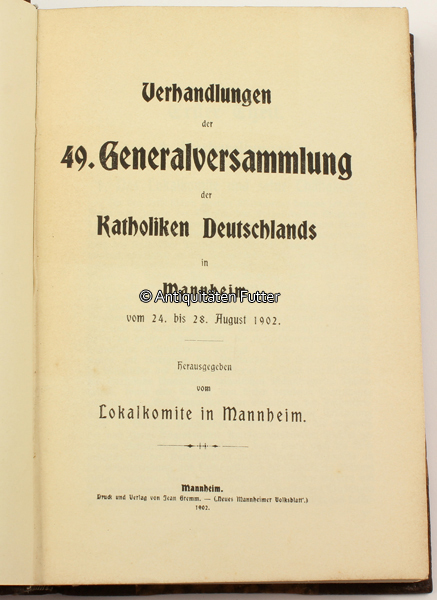 Verhandlungen
der
49. Generalversammlung
der
Katholiken Deutschlands
in
Mannheim
© Antiquitäten Futter
vom 24. bis 28. August 1902.
Herausgegeben
vom
Lokalkomite in Mannheim.
Mannheim.
Druck und Verlag von Jean Gremm. — (‚Neues Mannheimer Volksblatt‘.)
1902.